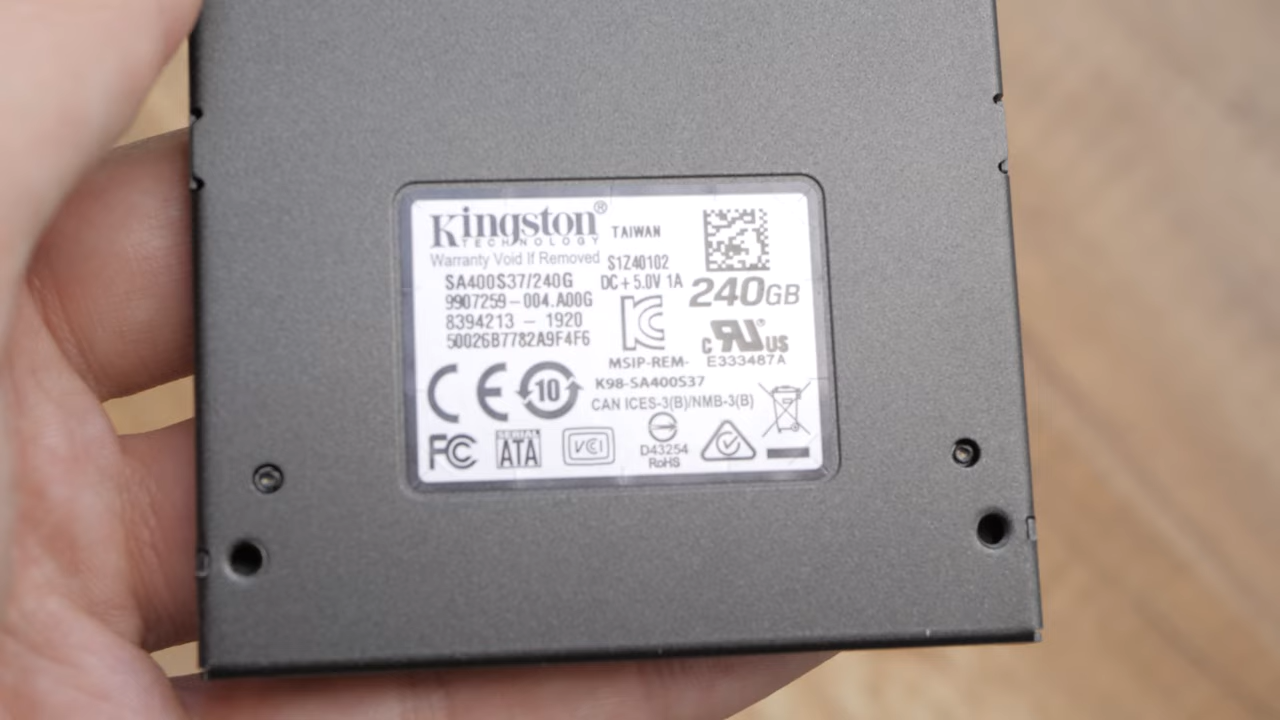 Kingston®
TECHNOLOGY
TAIWAN
Warranty Void If Removed
S1Z40102
SA400S37/240G
DC+5.0V 1A
9907259-004.A00G
240GB
8394213 - 1920
50026B7782A9F4F6
c RU® US
MSIP-REM-
E333487A
K98-SA400S37
CE
10
CAN ICES-3(B)/NMB-3(B)
FC
SERIAL
ATA
VCI
D43254
RoHS